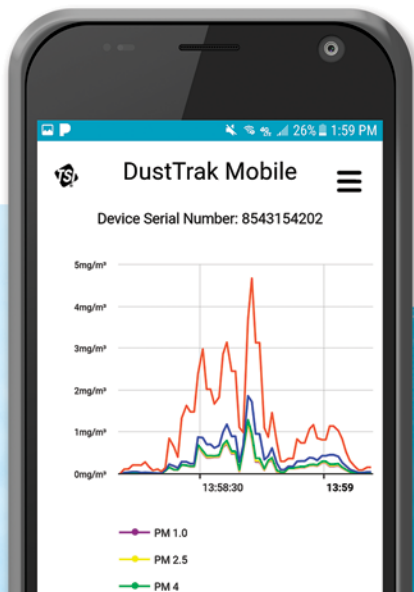 26% 1:59 PM
TSI
DustTrak Mobile
Device Serial Number: 8543154202
5mg/m³
4mg/m³
3mg/m³
2mg/m³
1mg/m³
0mg/m³
13:58:30 13:59
PM 1.0
PM 2.5
PM 4